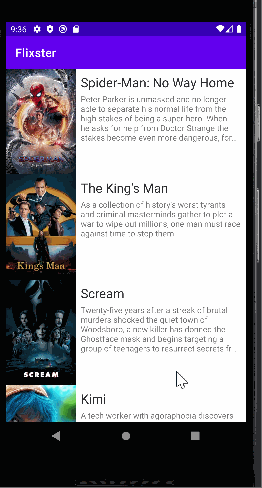 9:36
Flixster
Spider-Man: No Way Home
Peter Parker is unmasked and no longer
able to separate his normal life from the
high stakes of being a super hero. When
he asks for help from Doctor Strange the
stakes become even more dangerous, for…
The King's Man
As a collection of history's worst tyrants
and criminal masterminds gather to plot a
war to wipe out millions, one man must race
against time to stop them.
King's Man
Scream
Twenty-five years after a streak of brutal
murders shocked the quiet town of
Woodsboro, a new killer has donned the
Ghostface mask and begins targeting a
group of teenagers to resurrect secrets fr…
SCREAM
Kimi
A tech worker with agoraphobia discovers